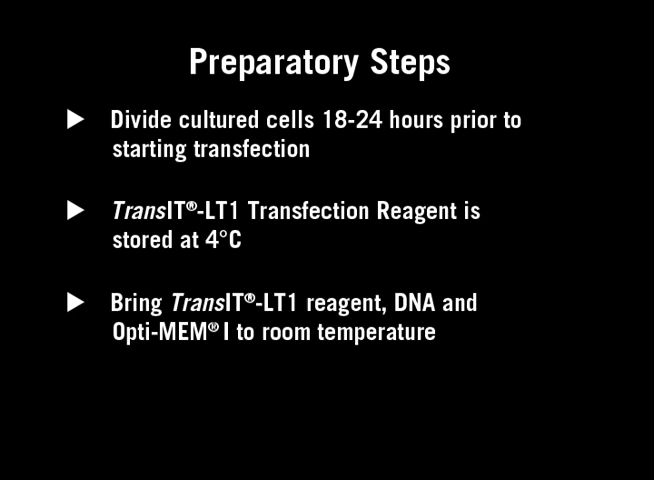 Preparatory Steps
▶ Divide cultured cells 18-24 hours prior to
starting transfection
▶ TransIT®-LT1 Transfection Reagent is
stored at 4°C
▶ Bring TransIT®-LT1 reagent, DNA and
Opti-MEM® I to room temperature